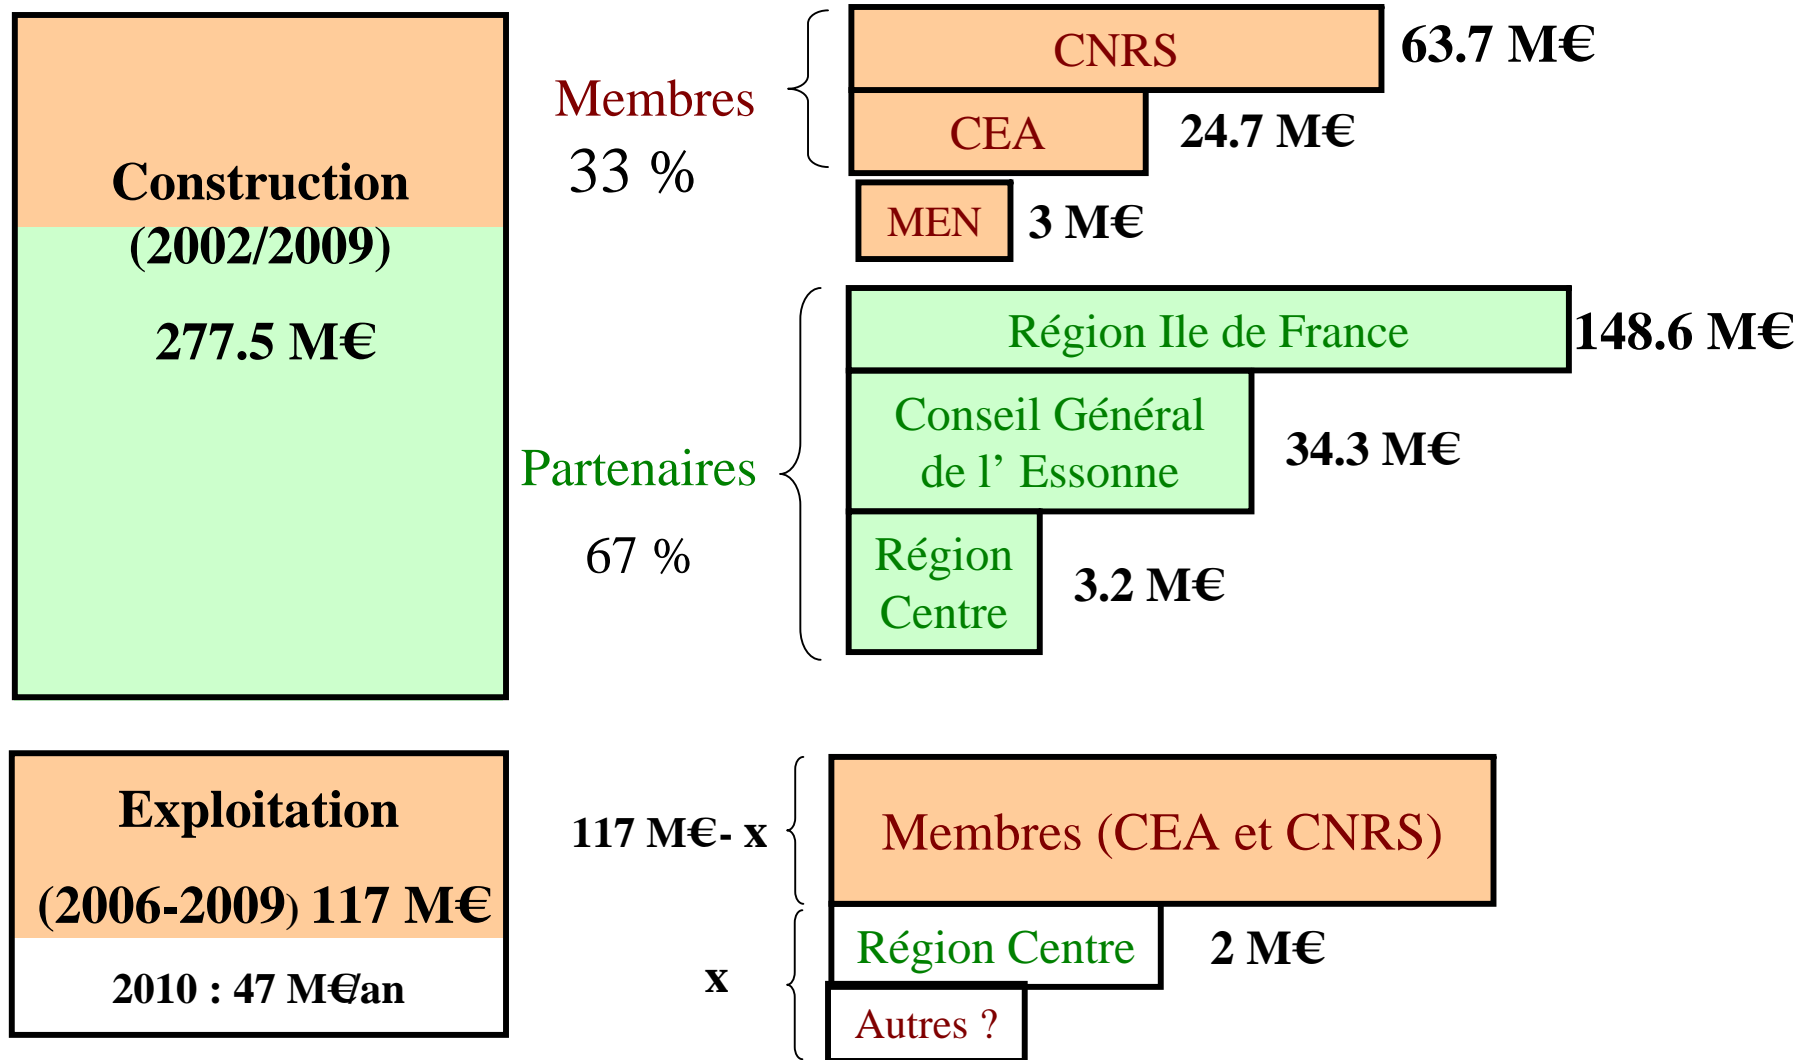 Construction
(2002/2009)
277.5 M€
Membres
33 %
CNRS
63.7 M€
CEA
24.7 M€
MEN
3 M€
Partenaires
67 %
Région Ile de France
148.6 M€
Conseil Général
de l’ Essonne
34.3 M€
Région
Centre
3.2 M€
Exploitation
(2006-2009) 117 M€
2010 : 47 M€/an
117 M€- x
Membres (CEA et CNRS)
x
Région Centre
2 M€
Autres ?